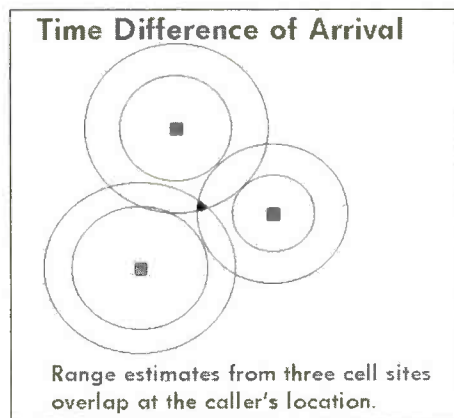 Time Difference of Arrival
Range estimates from three cell sites
overlap at the caller's location.